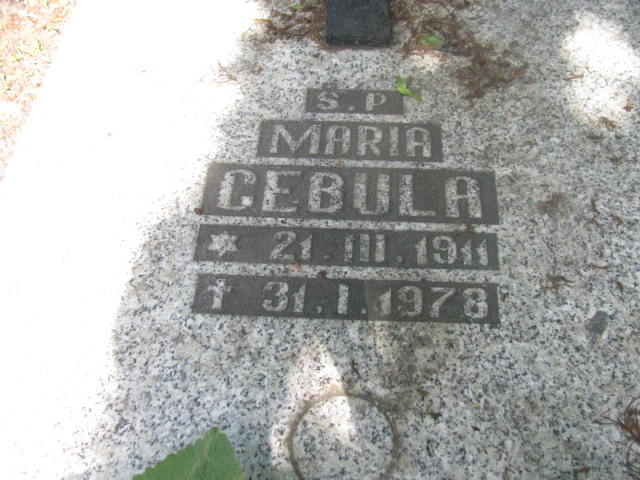 Ś.P
MARIA
CEBULA
* 21.III.1911
† 31.I.1978